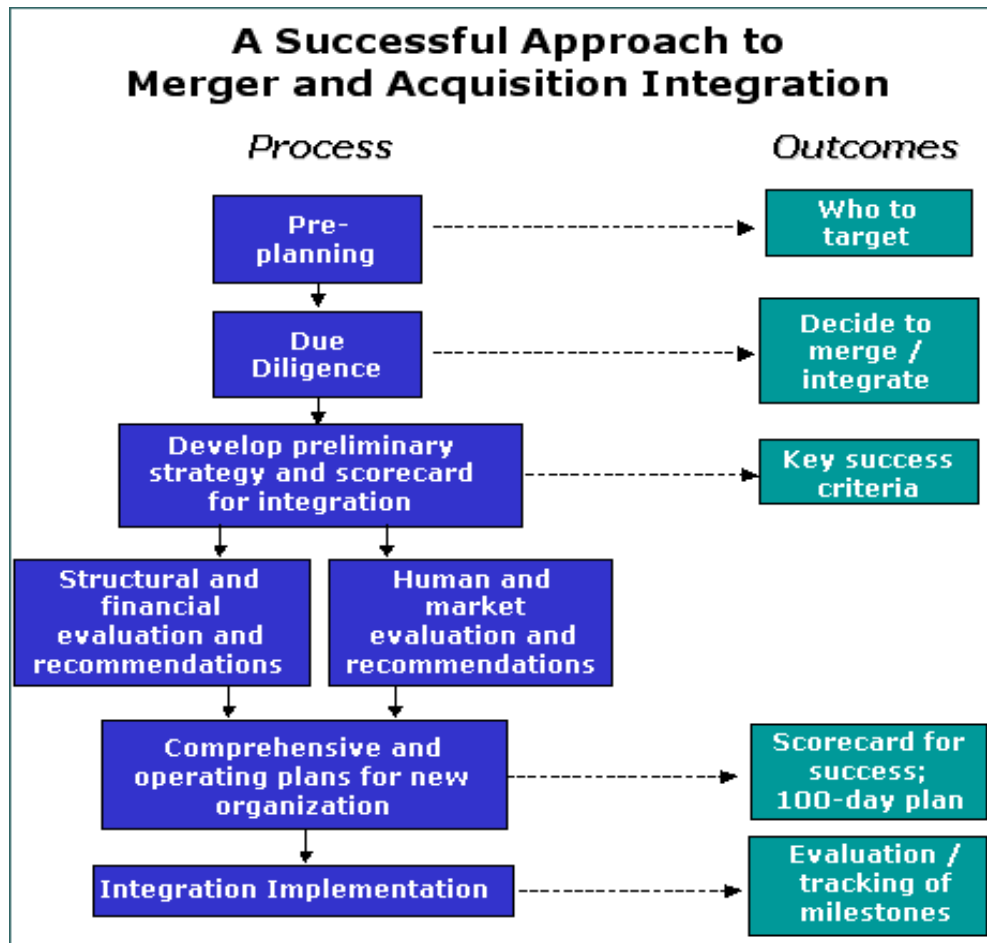 A Successful Approach to
Merger and Acquisition Integration
Process
Outcomes
Pre-
planning
Who to
target
Due
Diligence
Decide to
merge /
integrate
Develop preliminary
strategy and scorecard
for integration
Key success
criteria
Structural and
financial
evaluation and
recommendations
Human and
market
evaluation and
recommendations
Comprehensive and
operating plans for new
organization
Scorecard for
success;
100-day plan
Integration Implementation
Evaluation /
tracking of
milestones